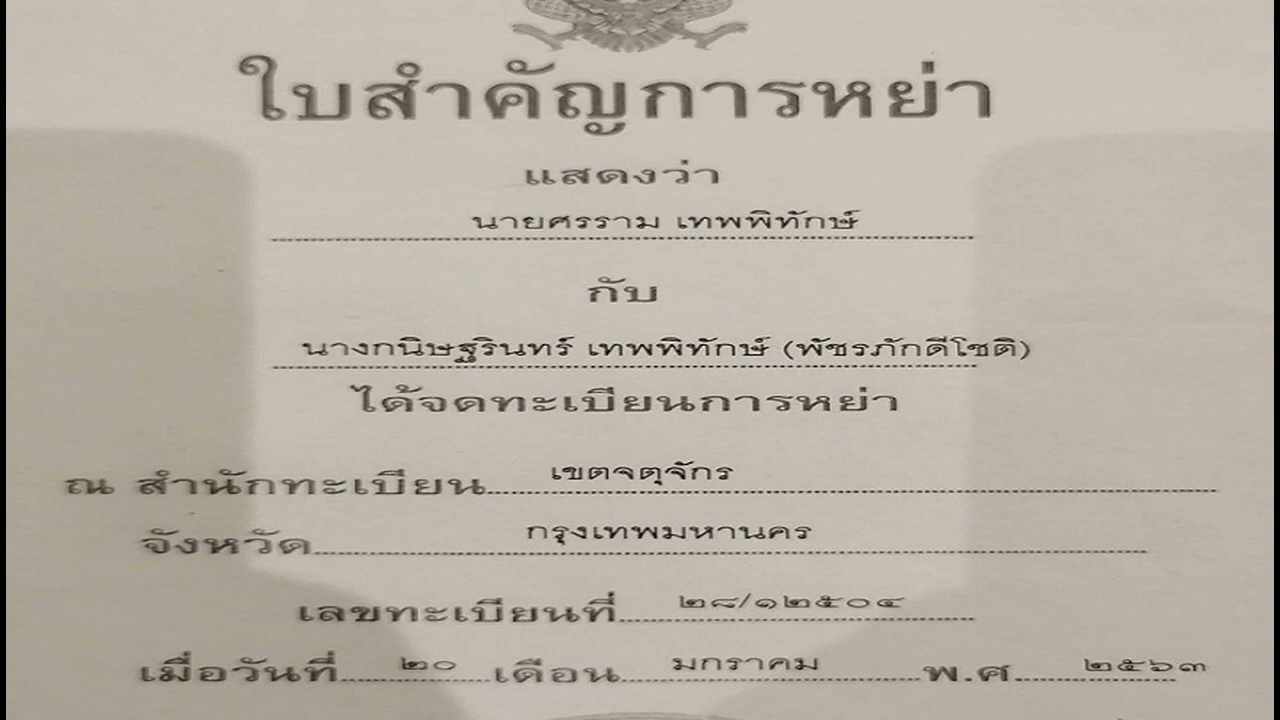 ใบสำคัญการหย่า
แสดงว่า
นายศรราม เทพพิทักษ์
กับ
นางกนิษฐรินทร์ เทพพิทักษ์ (พัชรภักดีโชติ)
ได้จดทะเบียนการหย่า
ณ สำนักทะเบียน เขตจตุจักร
จังหวัด กรุงเทพมหานคร
เลขทะเบียนที่ ๒๘/๑๒๕๐๔
เมื่อวันที่ ๒๐ เดือน มกราคม พ.ศ. ๒๕๖๓